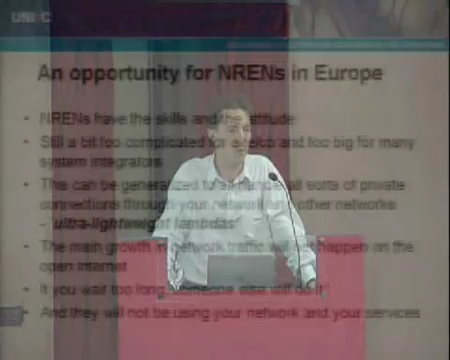 An opportunity for NRENs in Europe
NRENs have the skills and the attitude
Still a bit too complicated for a telco and too big for many
system integrators
This can be generalized to all sorts of private
connections through your network and other networks
- 'ultra-lightweight lambdas'
The main growth in network traffic will not happen on the
open internet
If you wait too long, someone else will do it
And they will not be using your network and your services